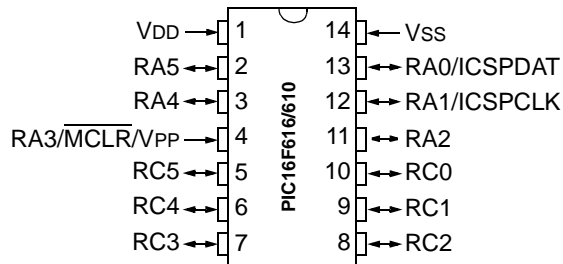 VDD 1 14 VSS
RA5 2 13 RA0/ICSPDAT
RA4 3 12 RA1/ICSPCLK
RA3/MCLR/VPP 4 11 RA2
RC5 5 10 RC0
RC4 6 9 RC1
RC3 7 8 RC2
PIC16F616/610